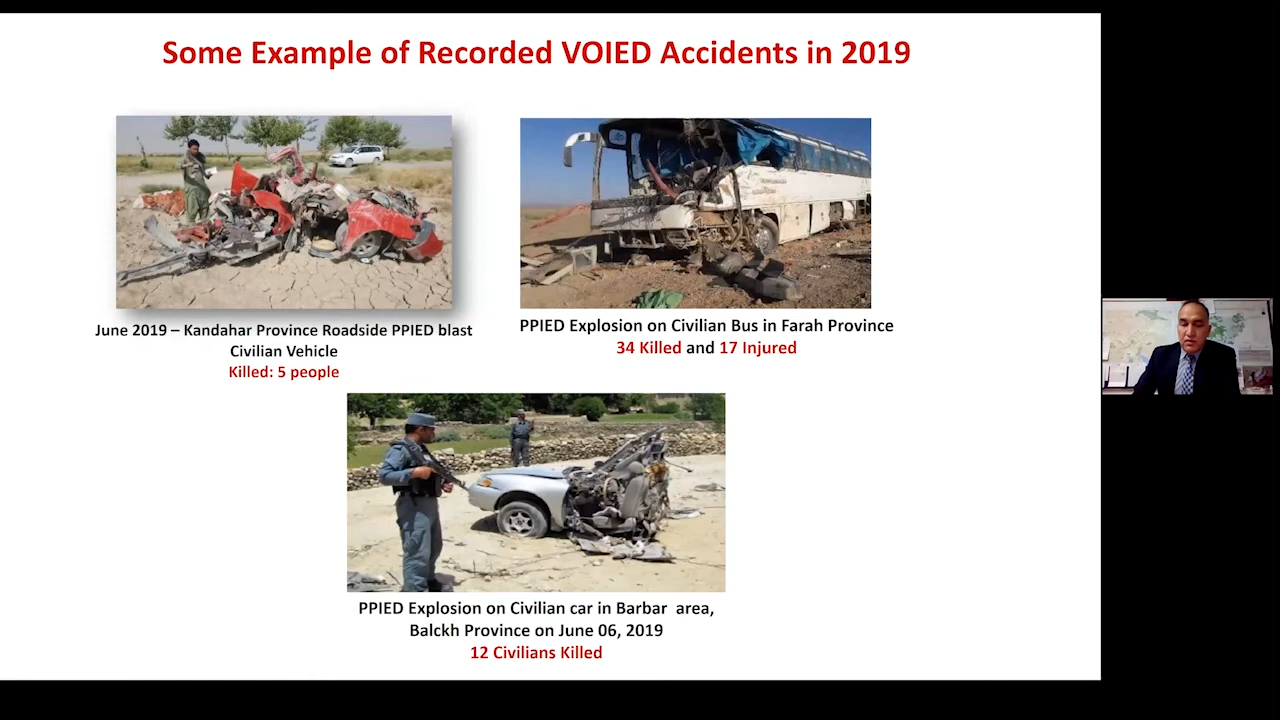 Some Example of Recorded VOIED Accidents in 2019
June 2019 – Kandahar Province Roadside PPIED blast
Civilian Vehicle
Killed: 5 people
PPIED Explosion on Civilian Bus in Farah Province
34 Killed and 17 Injured
PPIED Explosion on Civilian car in Barbar area,
Balckh Province on June 06, 2019
12 Civilians Killed